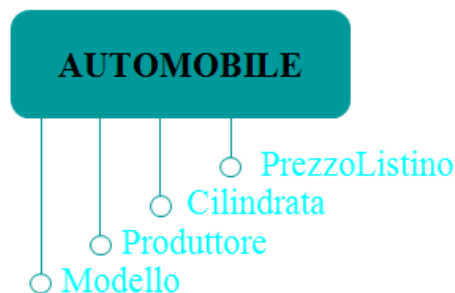 AUTOMOBILE
PrezzoListino
Cilindrata
Produttore
Modello